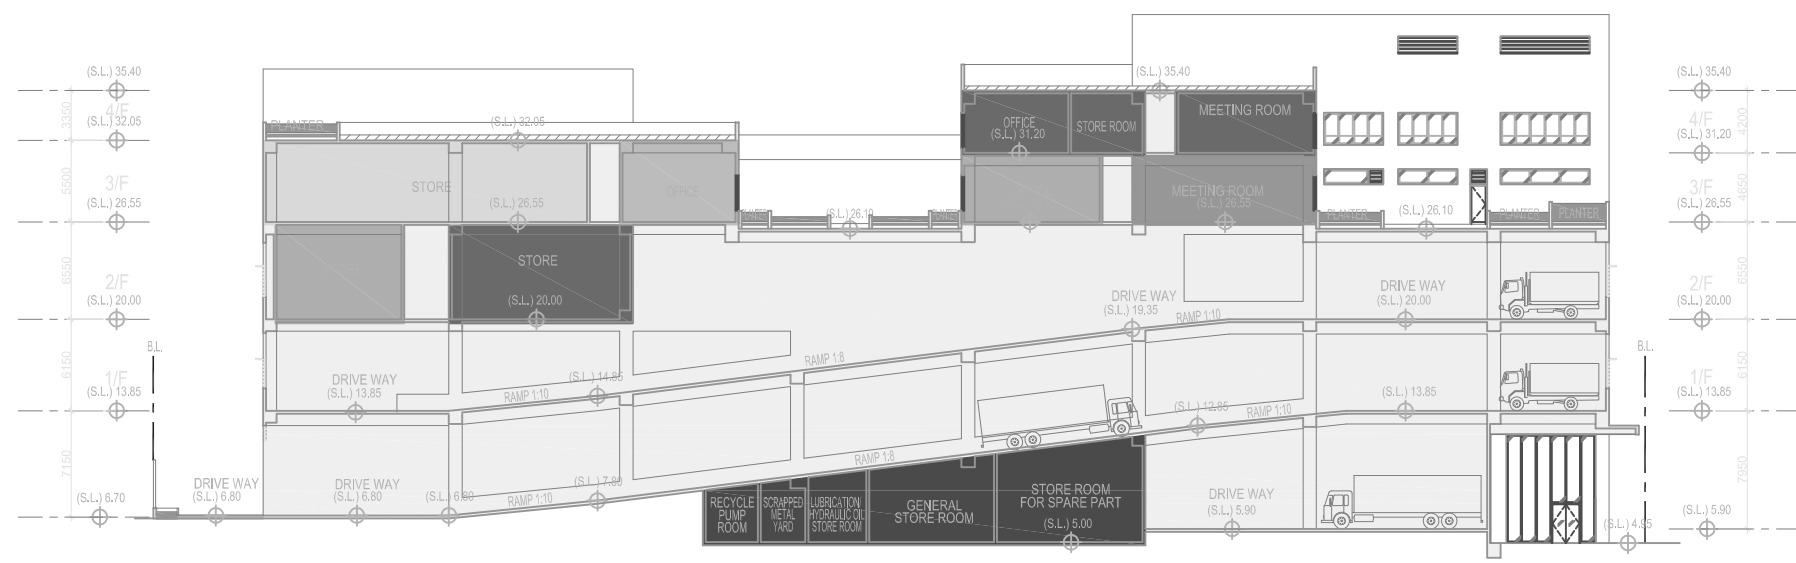 (S.L.) 35.40
4/F
(S.L.) 32.05
3/F
(S.L.) 26.55
2/F
(S.L.) 20.00
1/F
(S.L.) 13.85
(S.L.) 6.70
3350
5500
6550
6150
7150
B.L.
PLANTER
(S.L.) 32.05
STORE
(S.L.) 26.55
OFFICE
STORE
(S.L.) 20.00
DRIVE WAY
(S.L.) 13.85
(S.L.) 14.85
RAMP 1:10
RAMP 1:8
DRIVE WAY
(S.L.) 6.80
DRIVE WAY
(S.L.) 6.80
(S.L.) 6.80
RAMP 1:10
(S.L.) 7.80
RAMP 1:8
PLANTER
(S.L.) 26.10
PLANTER
OFFICE
(S.L.) 31.20
STORE ROOM
(S.L.) 35.40
MEETING ROOM
MEETING ROOM
(S.L.) 26.55
DRIVE WAY
(S.L.) 19.35
RAMP 1:10
(S.L.) 12.85
RAMP 1:10
RECYCLE
PUMP
ROOM
SCRAPPED
METAL
YARD
LUBRICATION/
HYDRAULIC OIL
STORE ROOM
GENERAL
STORE ROOM
STORE ROOM
FOR SPARE PART
(S.L.) 5.00
DRIVE WAY
(S.L.) 5.90
PLANTER
(S.L.) 26.10
PLANTER
PLANTER
DRIVE WAY
(S.L.) 20.00
(S.L.) 13.85
B.L.
(S.L.) 4.95
(S.L.) 35.40
4/F
(S.L.) 31.20
3/F
(S.L.) 26.55
2/F
(S.L.) 20.00
1/F
(S.L.) 13.85
(S.L.) 5.90
4200
4650
6550
6150
7950